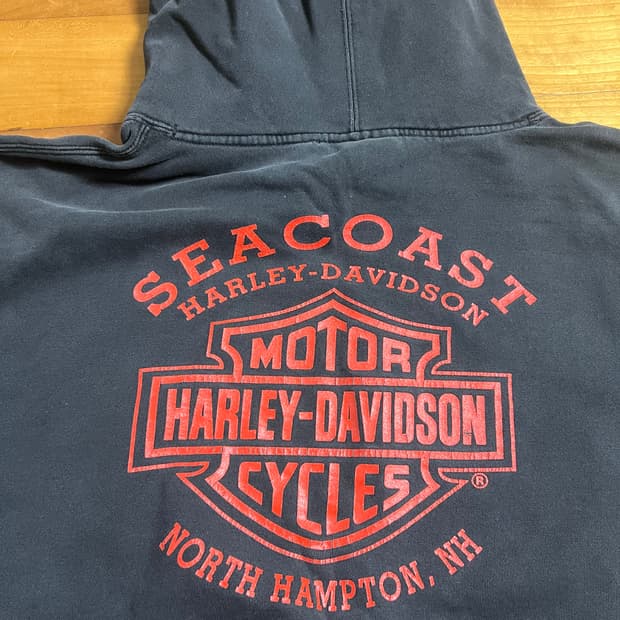 SEACOAST
HARLEY-DAVIDSON
MOTOR
HARLEY-DAVIDSON
CYCLES
®
NORTH HAMPTON, NH